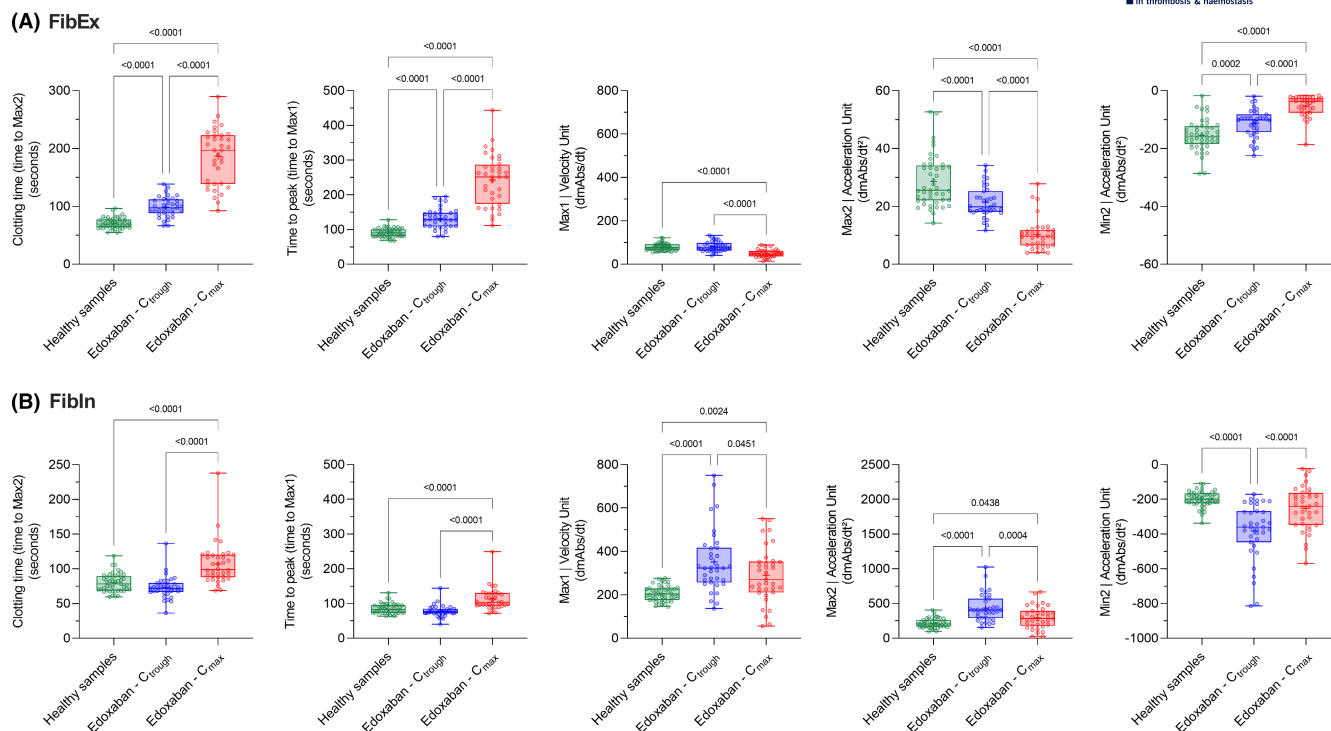 in thrombosis & haemostasis
(A) FibEx
<0.0001
<0.0001 <0.0001
Clotting time (time to Max2)
(seconds)
300
200
100
0
Healthy samples
Edoxaban - Ctrough
Edoxaban - Cmax
<0.0001
<0.0001 <0.0001
Time to peak (time to Max1)
(seconds)
500
400
300
200
100
0
Healthy samples
Edoxaban - Ctrough
Edoxaban - Cmax
<0.0001
<0.0001
Max1 | Velocity Unit
(dmAbs/dt)
800
600
400
200
0
Healthy samples
Edoxaban - Ctrough
Edoxaban - Cmax
<0.0001
<0.0001 <0.0001
Max2 | Acceleration Unit
(dmAbs/dt²)
60
40
20
0
Healthy samples
Edoxaban - Ctrough
Edoxaban - Cmax
<0.0001
0.0002 <0.0001
Min2 | Acceleration Unit
(dmAbs/dt²)
0
-20
-40
-60
Healthy samples
Edoxaban - Ctrough
Edoxaban - Cmax
(B) FibIn
<0.0001
<0.0001
Clotting time (time to Max2)
(seconds)
250
200
150
100
50
0
Healthy samples
Edoxaban - Ctrough
Edoxaban - Cmax
<0.0001
<0.0001
Time to peak (time to Max1)
(seconds)
500
400
300
200
100
0
Healthy samples
Edoxaban - Ctrough
Edoxaban - Cmax
0.0024
<0.0001 0.0451
Max1 | Velocity Unit
(dmAbs/dt)
800
600
400
200
0
Healthy samples
Edoxaban - Ctrough
Edoxaban - Cmax
0.0438
<0.0001 0.0004
Max2 | Acceleration Unit
(dmAbs/dt²)
2500
2000
1500
1000
500
0
Healthy samples
Edoxaban - Ctrough
Edoxaban - Cmax
<0.0001 <0.0001
Min2 | Acceleration Unit
(dmAbs/dt²)
0
-200
-400
-600
-800
-1000
Healthy samples
Edoxaban - Ctrough
Edoxaban - Cmax